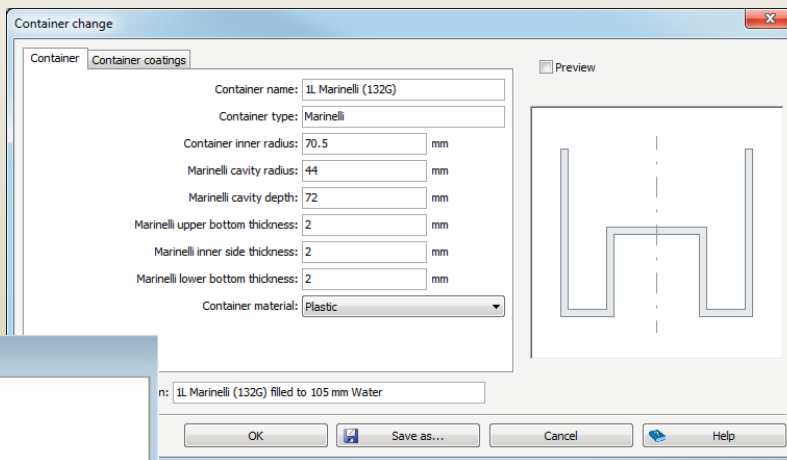 Container change
Container Container coatings
Preview
Container name: 1L Marinelli (132G)
Container type: Marinelli
Container inner radius: 70.5 mm
Marinelli cavity radius: 44 mm
Marinelli cavity depth: 72 mm
Marinelli upper bottom thickness: 2 mm
Marinelli inner side thickness: 2 mm
Marinelli lower bottom thickness: 2 mm
Container material: Plastic
n: 1L Marinelli (132G) filled to 105 mm Water
OK Save as... Cancel Help